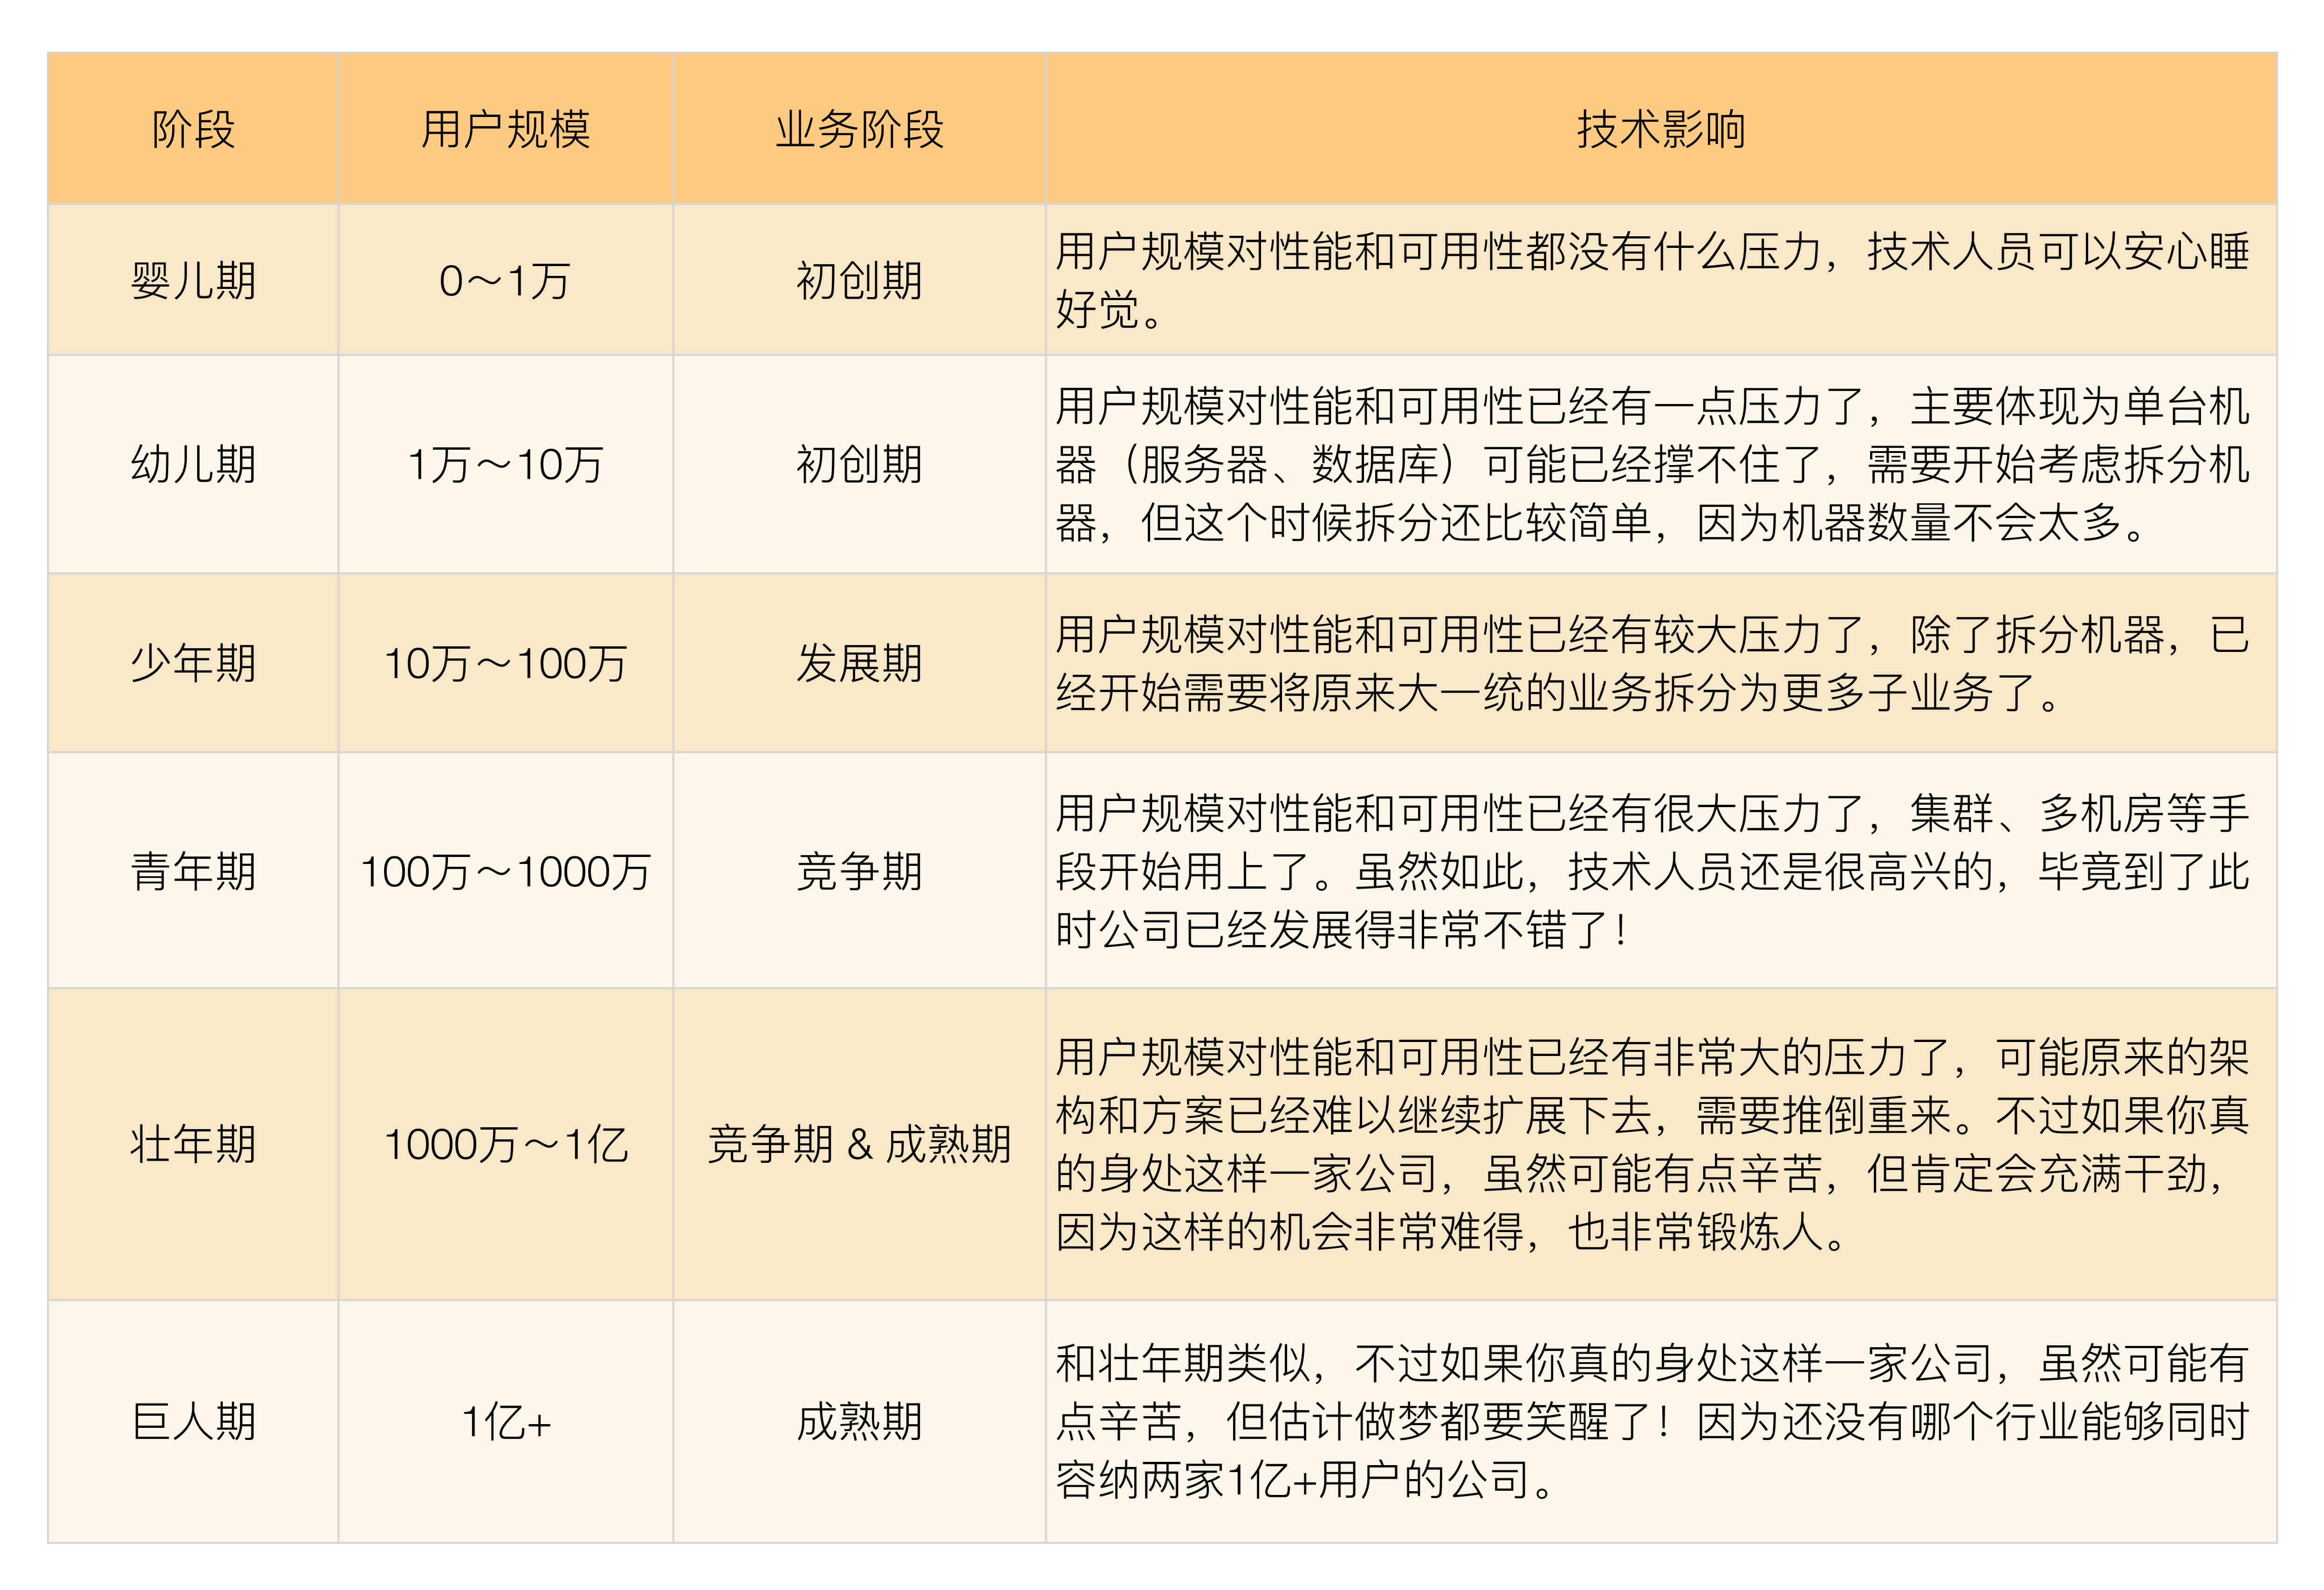 阶段 用户规模 业务阶段 技术影响
婴儿期 0～1万 初创期
用户规模对性能和可用性都没有什么压力，技术人员可以安心睡
好觉。
幼儿期 1万～10万 初创期
用户规模对性能和可用性已经有一点压力了，主要体现为单台机
器（服务器、数据库）可能已经撑不住了，需要开始考虑拆分机
器，但这个时候拆分还比较简单，因为机器数量不会太多。
少年期 10万～100万 发展期
用户规模对性能和可用性已经有较大压力了，除了拆分机器，已
经开始需要将原来大一统的业务拆分为更多子业务了。
青年期 100万～1000万 竞争期
用户规模对性能和可用性已经有很大压力了，集群、多机房等手
段开始用上了。虽然如此，技术人员还是很高兴的，毕竟到了此
时公司已经发展得非常不错了！
壮年期 1000万～1亿 竞争期 & 成熟期
用户规模对性能和可用性已经有非常大的压力了，可能原来的架
构和方案已经难以继续扩展下去，需要推倒重来。不过如果你真
的身处这样一家公司，虽然可能有点辛苦，但肯定会充满干劲，
因为这样的机会非常难得，也非常锻炼人。
巨人期 1亿+ 成熟期
和壮年期类似，不过如果你真的身处这样一家公司，虽然可能有
点辛苦，但估计做梦都要笑醒了！因为还没有哪个行业能够同时
容纳两家1亿+用户的公司。